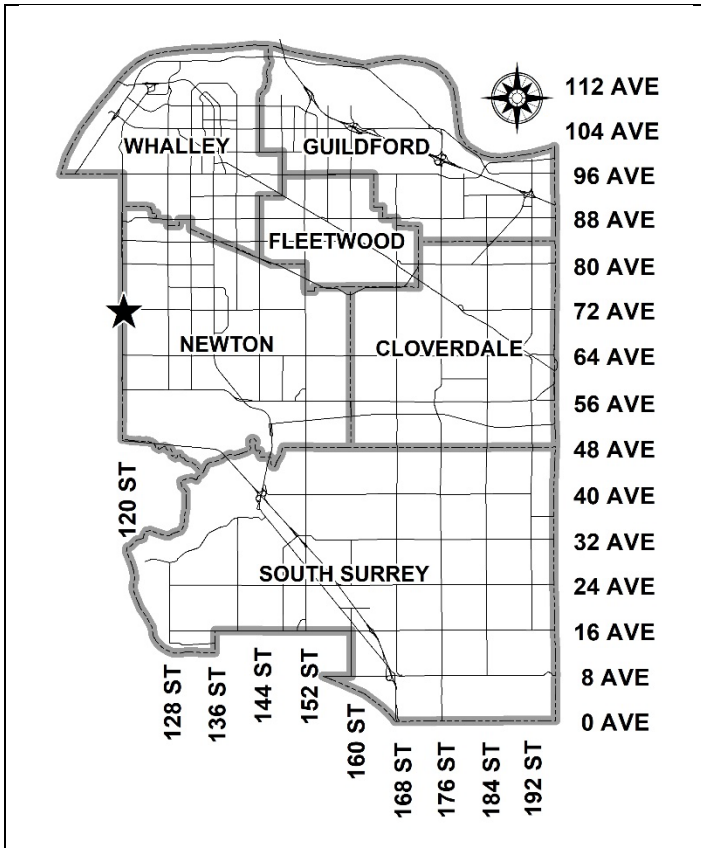 112 AVE
104 AVE
WHALLEY
GUILDFORD
96 AVE
88 AVE
FLEETWOOD
80 AVE
72 AVE
NEWTON
CLOVERDALE
64 AVE
56 AVE
48 AVE
120 ST
40 AVE
32 AVE
SOUTH SURREY
24 AVE
16 AVE
8 AVE
0 AVE
128 ST
136 ST
144 ST
152 ST
160 ST
168 ST
176 ST
184 ST
192 ST